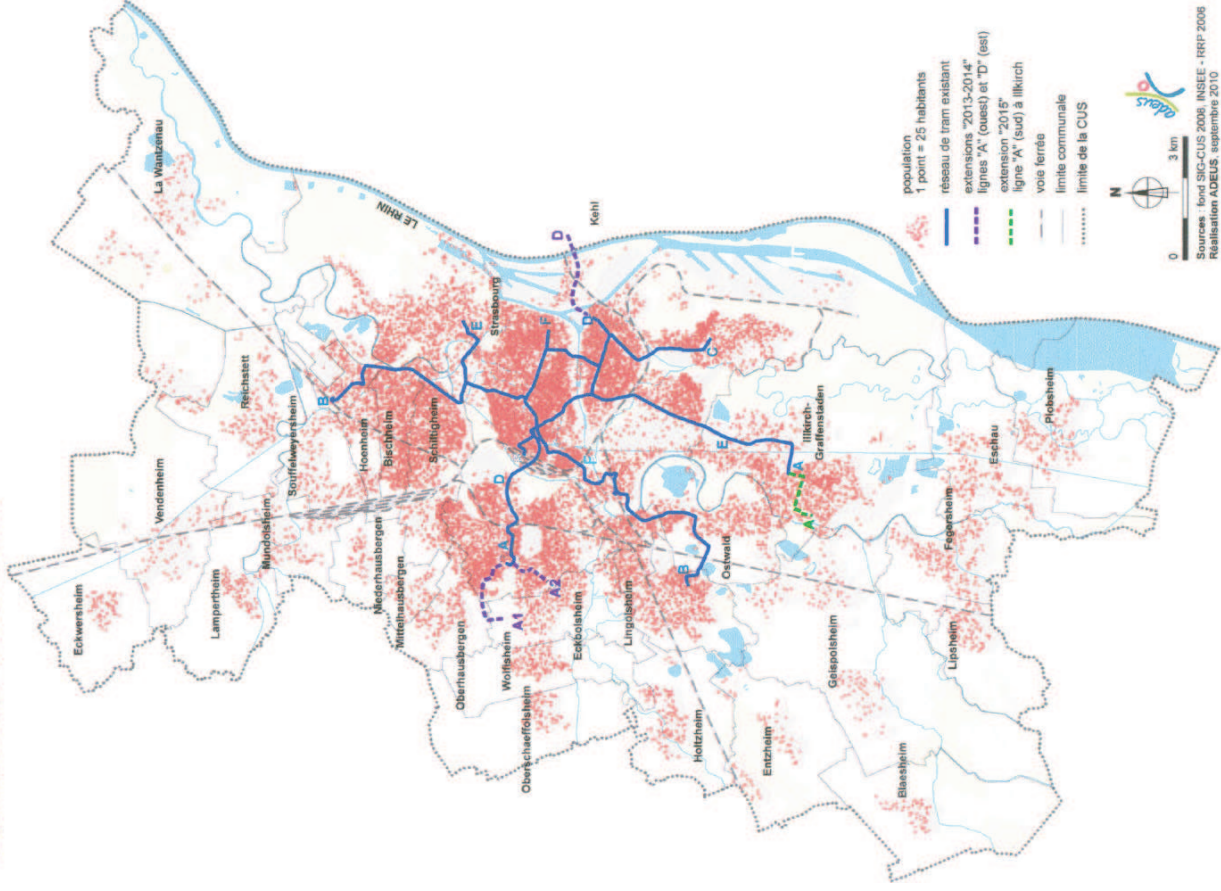 Eckwersheim
Vendenheim
La Wantzenau
Lampertheim
Reichstett
Mundolsheim
Souffelweyersheim
LE RHIN
Niederhausbergen
Hoenheim
B
Mittelhausbergen
Bischheim
Schiltigheim
Oberhausbergen
E
Wolfisheim
A1
A
D
Strasbourg
Oberschaeffolsheim
A2
F
D
Kehl
Eckbolsheim
D
Lingolsheim
F
Holtzheim
B
C
Ostwald
E
Entzheim
Illkirch-
Graffenstaden
A
A
Geispolsheim
Blaesheim
Fegersheim
Eschau
Lipsheim
Plobsheim
population
1 point = 25 habitants
réseau de tram existant
extensions "2013-2014"
lignes "A" (ouest) et "D" (est)
extension "2015"
ligne "A" (sud) à Illkirch
voie ferrée
limite communale
limite de la CUS
N
0 3 km
adeus
Sources : fond SIG-CUS 2006, INSEE - RRP 2006
Réalisation ADEUS, septembre 2010